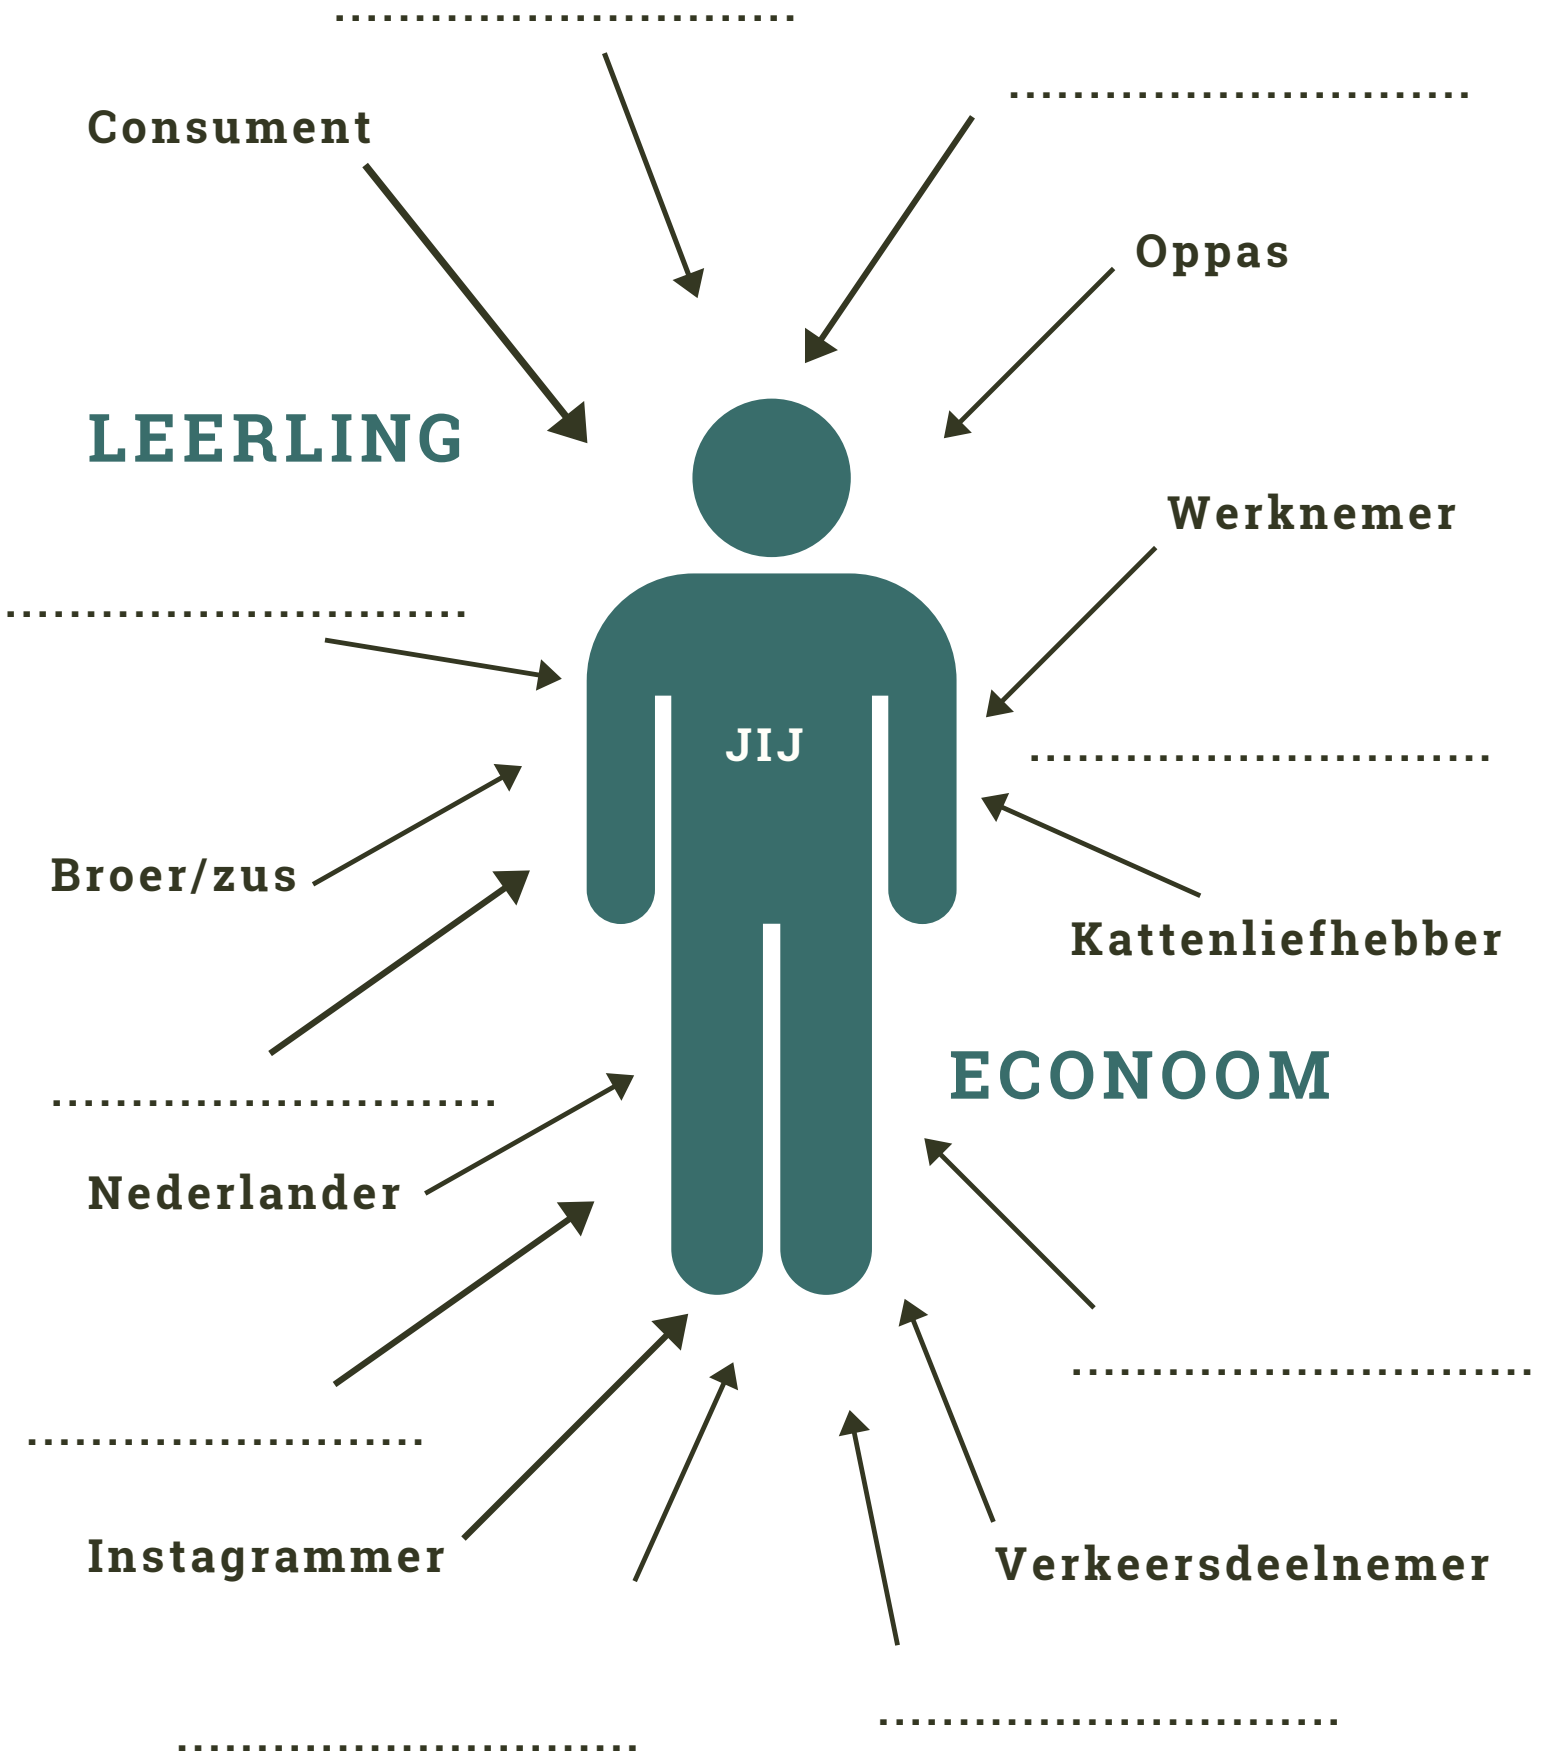 Consument
Oppas
LEERLING
Werknemer
JIJ
Broer/zus
Kattenliefhebber
ECONOOM
Nederlander
Instagrammer
Verkeersdeelnemer